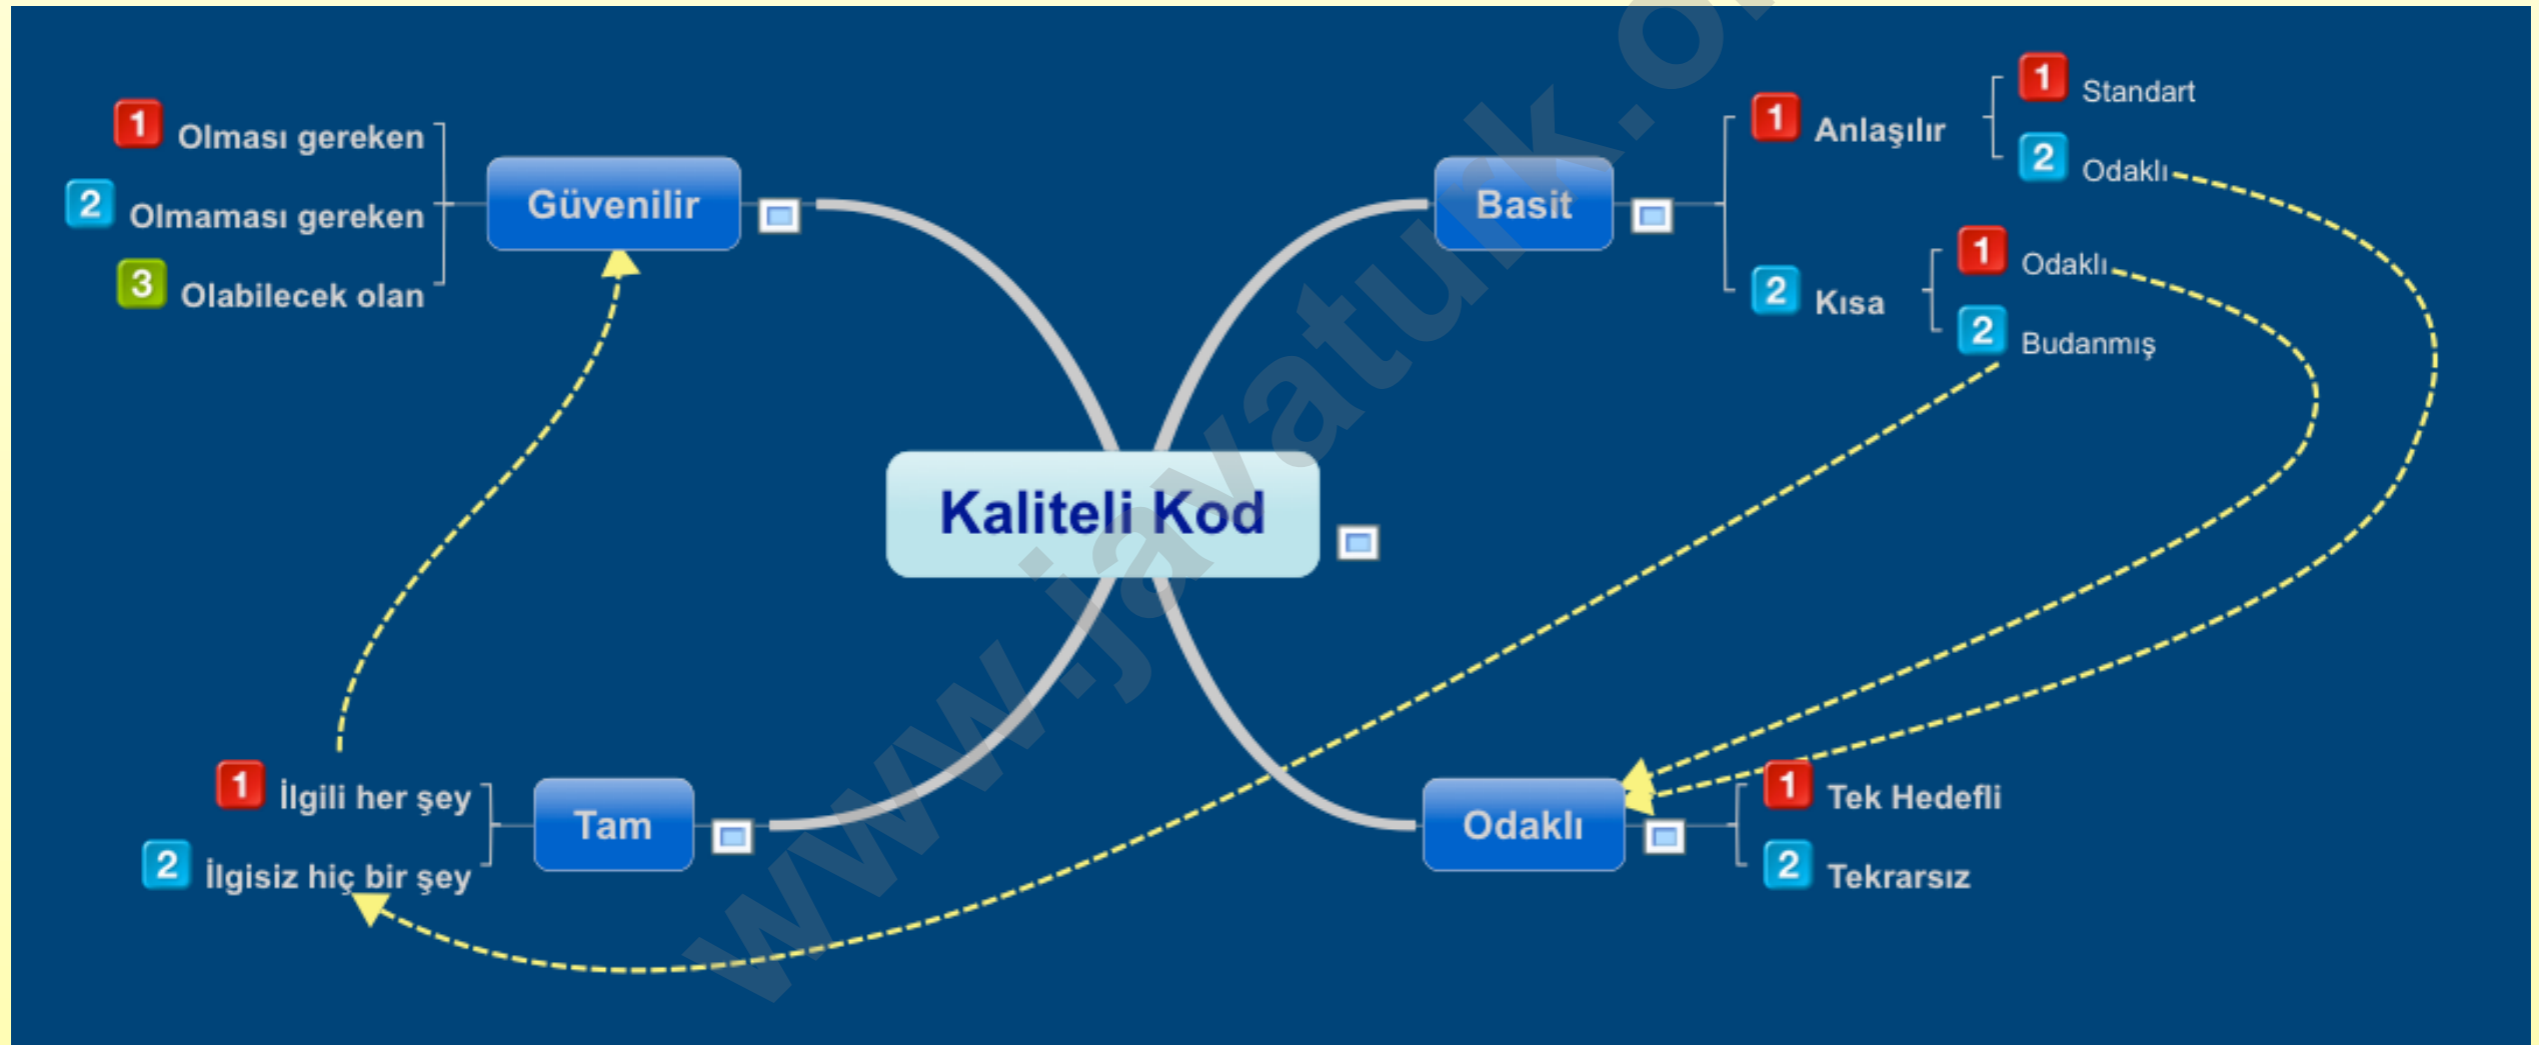 Kaliteli Kod
Basit
1 Anlaşılır
1 Standart
2 Odaklı
2 Kısa
1 Odaklı
2 Budanmış
Odaklı
1 Tek Hedefli
2 Tekrarsız
Tam
1 İlgili her şey
2 İlgisiz hiç bir şey
Güvenilir
1 Olması gereken
2 Olmaması gereken
3 Olabilecek olan
www.javaturk.o